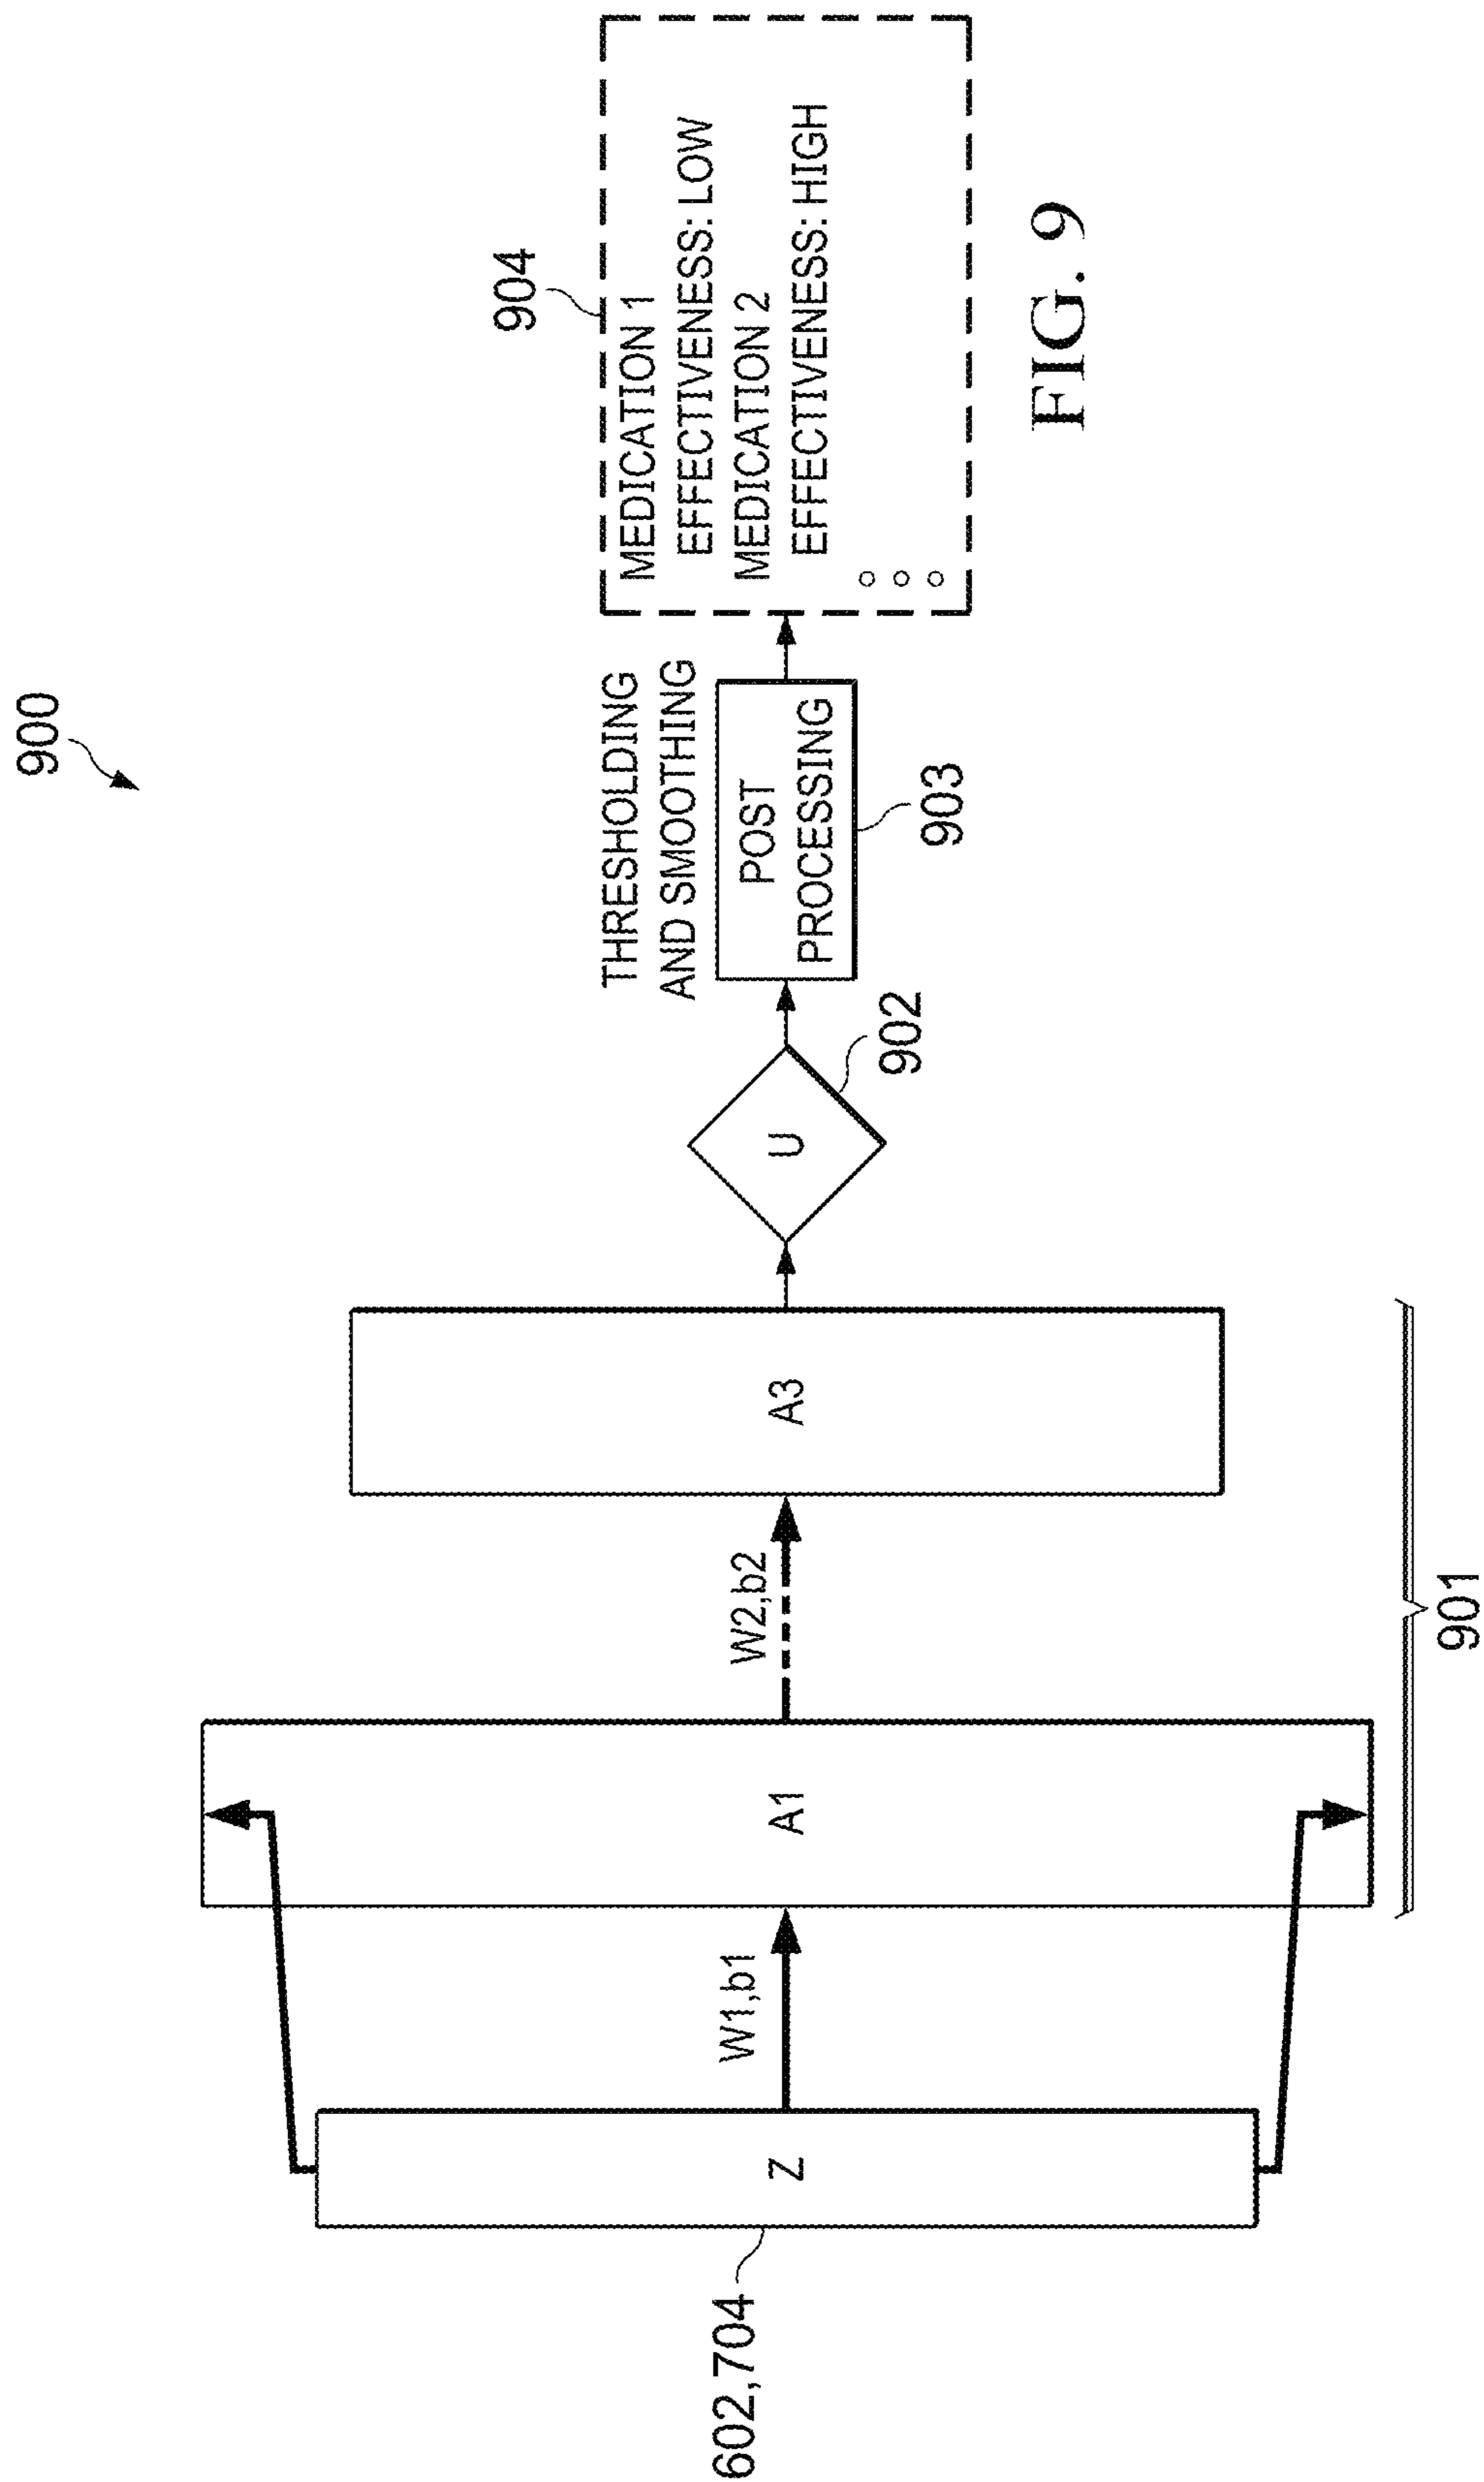 900
602,704
Z
W1,b1
A1
W2,b2
A3
901
U
902
THRESHOLDING
AND SMOOTHING
POST
PROCESSING
903
904
MEDICATION 1
EFFECTIVENESS: LOW
MEDICATION 2
EFFECTIVENESS: HIGH
FIG. 9